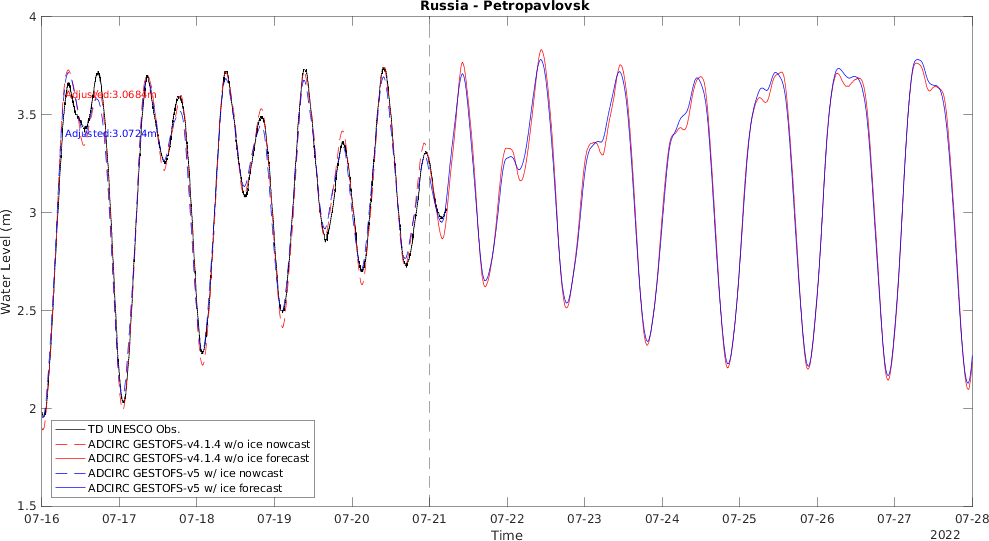 Russia - Petropavlovsk
4
3.5
3
2.5
2
1.5
Water Level (m)
Adjusted:3.0684m
Adjusted:3.0724m
TD UNESCO Obs.
ADCIRC GESTOFS-v4.1.4 w/o ice nowcast
ADCIRC GESTOFS-v4.1.4 w/o ice forecast
ADCIRC GESTOFS-v5 w/ ice nowcast
ADCIRC GESTOFS-v5 w/ ice forecast
07-16 07-17 07-18 07-19 07-20 07-21 07-22 07-23 07-24 07-25 07-26 07-27 07-28
Time
2022